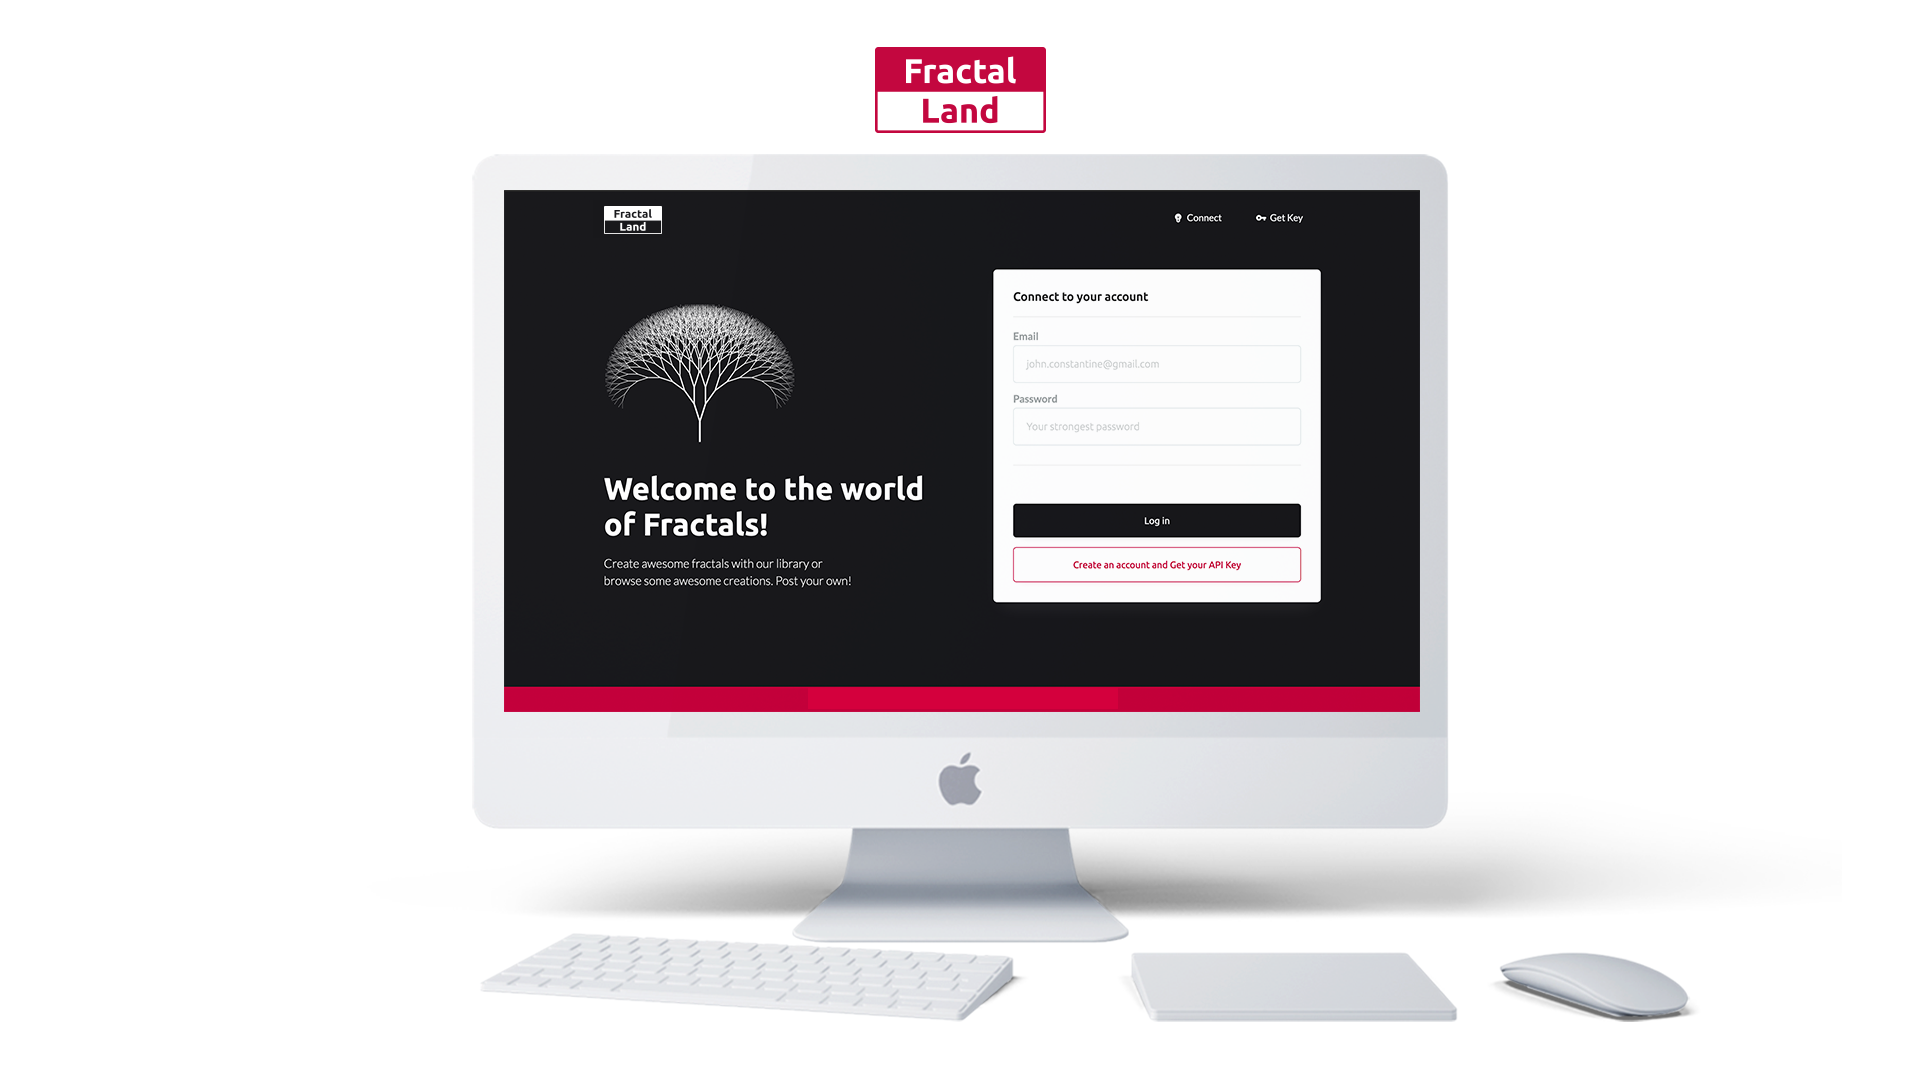 Fractal
Land
Fractal
Land
Connect
Get Key
Welcome to the world
of Fractals!
Create awesome fractals with our library or
browse some awesome creations. Post your own!
Connect to your account
Email
john.constantine@gmail.com
Password
Your strongest password
Log in
Create an account and Get your API Key